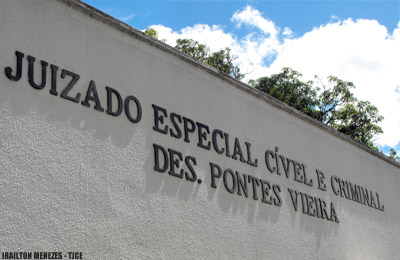 JUIZADO ESPECIAL CÍVEL E CRIMINAL
DES. PONTES VIEIRA
IRAILTON MENEZES - TJCE